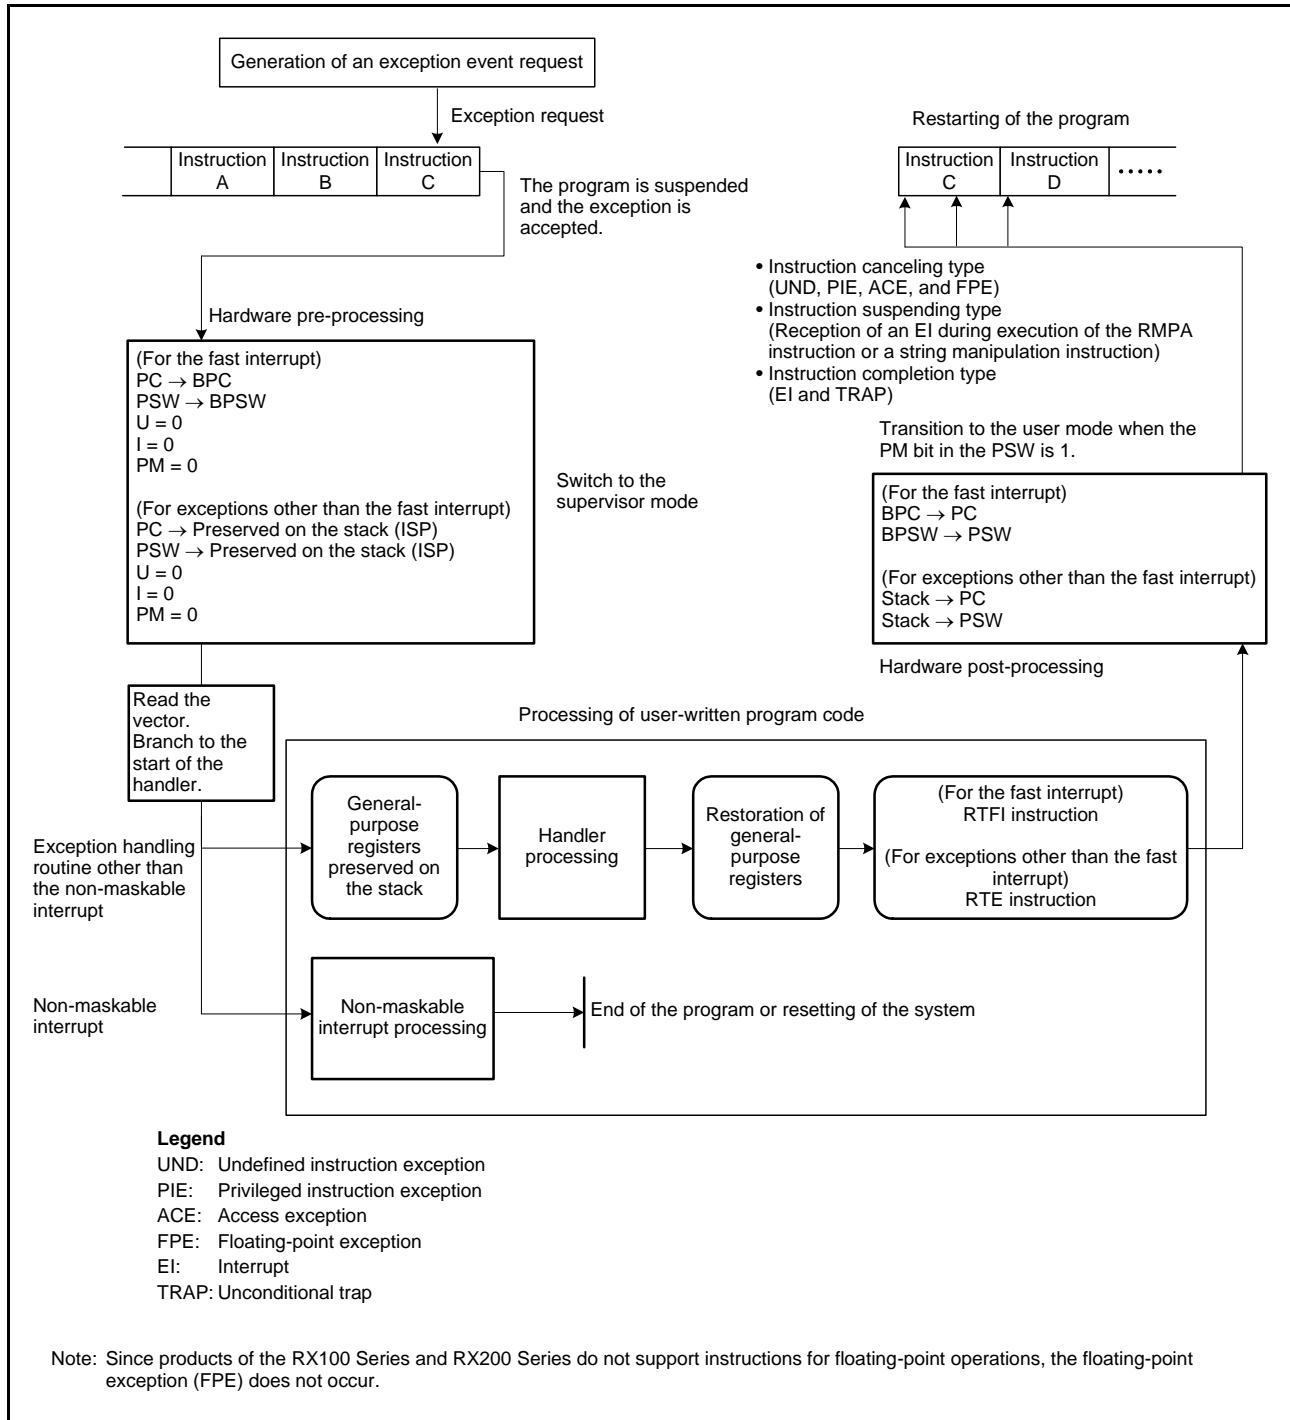 Generation of an exception event request
Exception request
Instruction
A
Instruction
B
Instruction
C
The program is suspended
and the exception is
accepted.
Restarting of the program
Instruction
C
Instruction
D
.....
• Instruction canceling type
(UND, PIE, ACE, and FPE)
• Instruction suspending type
(Reception of an EI during execution of the RMPA
instruction or a string manipulation instruction)
• Instruction completion type
(EI and TRAP)
Hardware pre-processing
(For the fast interrupt)
PC → BPC
PSW → BPSW
U = 0
I = 0
PM = 0
(For exceptions other than the fast interrupt)
PC → Preserved on the stack (ISP)
PSW → Preserved on the stack (ISP)
U = 0
I = 0
PM = 0
Switch to the
supervisor mode
Transition to the user mode when the
PM bit in the PSW is 1.
(For the fast interrupt)
BPC → PC
BPSW → PSW
(For exceptions other than the fast interrupt)
Stack → PC
Stack → PSW
Hardware post-processing
Read the
vector.
Branch to the
start of the
handler.
Processing of user-written program code
Exception handling
routine other than
the non-maskable
interrupt
General-
purpose
registers
preserved on
the stack
Handler
processing
Restoration of
general-
purpose
registers
(For the fast interrupt)
RTFI instruction
(For exceptions other than the fast
interrupt)
RTE instruction
Non-maskable
interrupt
Non-maskable
interrupt processing
End of the program or resetting of the system
Legend
UND: Undefined instruction exception
PIE: Privileged instruction exception
ACE: Access exception
FPE: Floating-point exception
EI: Interrupt
TRAP: Unconditional trap
Note: Since products of the RX100 Series and RX200 Series do not support instructions for floating-point operations, the floating-point
exception (FPE) does not occur.